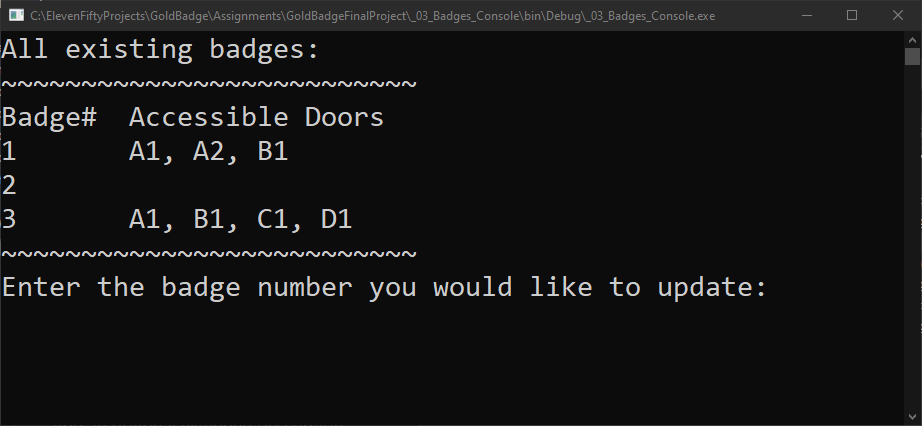 C:\ElevenFiftyProjects\GoldBadge\Assignments\GoldBadgeFinalProject\_03_Badges_Console\bin\Debug\_03_Badges_Console.exe
All existing badges:
~~~~~~~~~~~~~~~~~~~~~~~~~~
Badge#  Accessible Doors
1       A1, A2, B1
2
3       A1, B1, C1, D1
~~~~~~~~~~~~~~~~~~~~~~~~~~
Enter the badge number you would like to update: